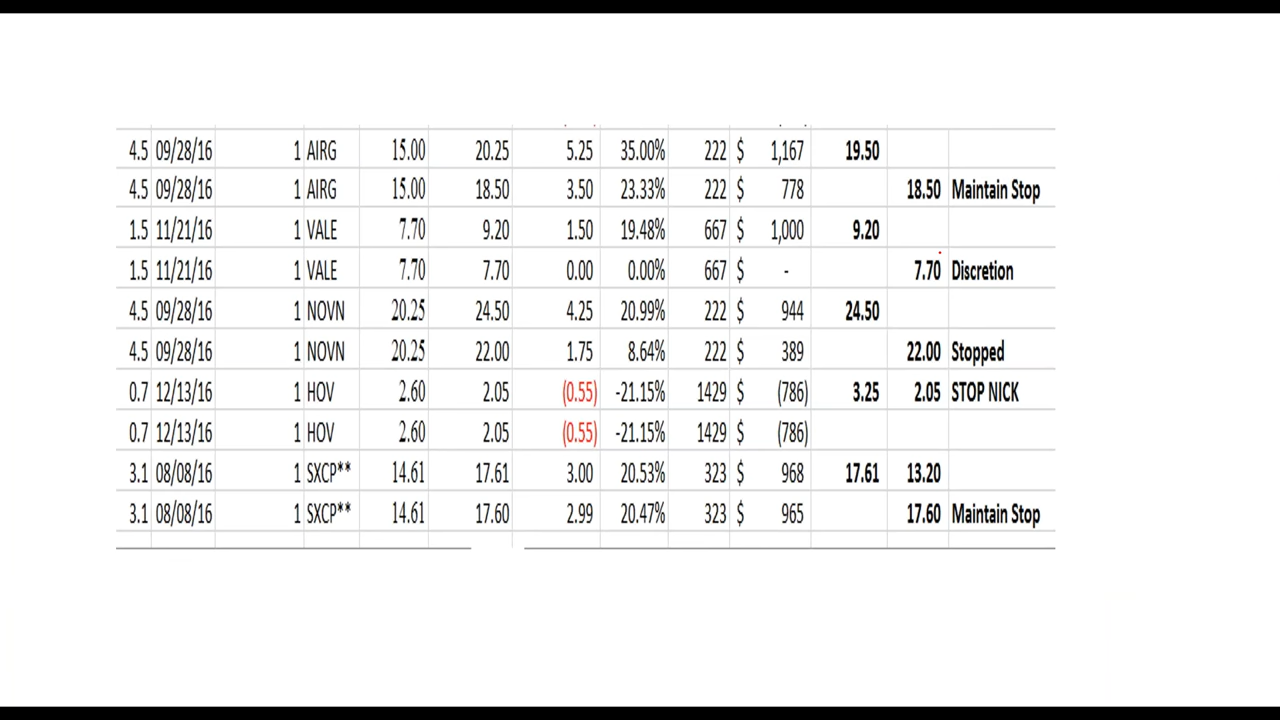 4.5 09/28/16 1 AIRG 15.00 20.25 5.25 35.00% 222 $ 1,167 19.50
4.5 09/28/16 1 AIRG 15.00 18.50 3.50 23.33% 222 $ 778 18.50 Maintain Stop
1.5 11/21/16 1 VALE 7.70 9.20 1.50 19.48% 667 $ 1,000 9.20
1.5 11/21/16 1 VALE 7.70 7.70 0.00 0.00% 667 $ - 7.70 Discretion
4.5 09/28/16 1 NOVN 20.25 24.50 4.25 20.99% 222 $ 944 24.50
4.5 09/28/16 1 NOVN 20.25 22.00 1.75 8.64% 222 $ 389 22.00 Stopped
0.7 12/13/16 1 HOV 2.60 2.05 (0.55) -21.15% 1429 $ (786) 3.25 2.05 STOP NICK
0.7 12/13/16 1 HOV 2.60 2.05 (0.55) -21.15% 1429 $ (786)
3.1 08/08/16 1 SXCP** 14.61 17.61 3.00 20.53% 323 $ 968 17.61 13.20
3.1 08/08/16 1 SXCP** 14.61 17.60 2.99 20.47% 323 $ 965 17.60 Maintain Stop